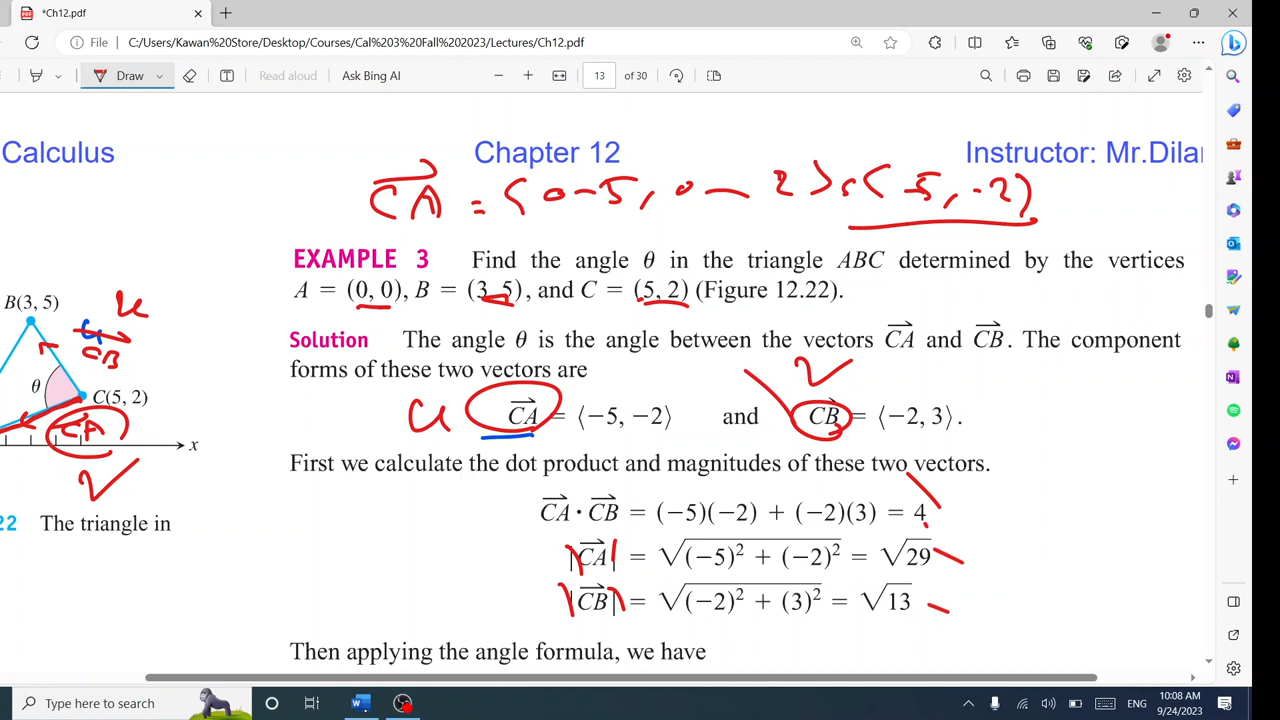 *Ch12.pdf
File C:/Users/Kawan%20Store/Desktop/Courses/Cal%203%20Fall%202023/Lectures/Ch12.pdf
Draw Read aloud Ask Bing AI 13 of 30
Calculus Chapter 12 Instructor: Mr.Dilar
CA = ⟨0-5, 0-2⟩ = ⟨-5, -2⟩
EXAMPLE 3 Find the angle θ in the triangle ABC determined by the vertices
A = (0, 0), B = (3, 5), and C = (5, 2) (Figure 12.22).
B(3, 5)
u
CB
θ
C(5, 2)
CA
x
v
22 The triangle in
Solution The angle θ is the angle between the vectors CA and CB. The component
forms of these two vectors are
v
u CA = ⟨−5, −2⟩ and CB = ⟨−2, 3⟩.
First we calculate the dot product and magnitudes of these two vectors.
CA · CB = (−5)(−2) + (−2)(3) = 4
|CA| = √(−5)² + (−2)² = √29
|CB| = √(−2)² + (3)² = √13
Then applying the angle formula, we have
Type here to search
ENG
10:08 AM
9/24/2023